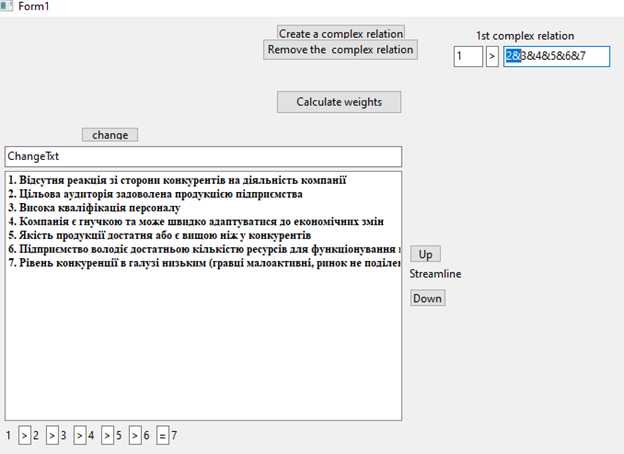 Form1
Create a complex relation
Remove the complex relation
1st complex relation
1 > 2&3&4&5&6&7
Calculate weights
change
ChangeTxt
1. Відсутня реакція зі сторони конкурентів на діяльність компанії
2. Цільова аудиторія задоволена продукцією підприємства
3. Висока кваліфікація персоналу
4. Компанія є гнучкою та може швидко адаптуватися до економічних змін
5. Якість продукції достатня або є вищою ніж у конкурентів
6. Підприємство володіє достатньою кількістю ресурсів для функціонування
7. Рівень конкуренції в галузі низьким (гравці малоактивні, ринок не поділен
Up
Streamline
Down
1 > 2 > 3 > 4 > 5 > 6 = 7